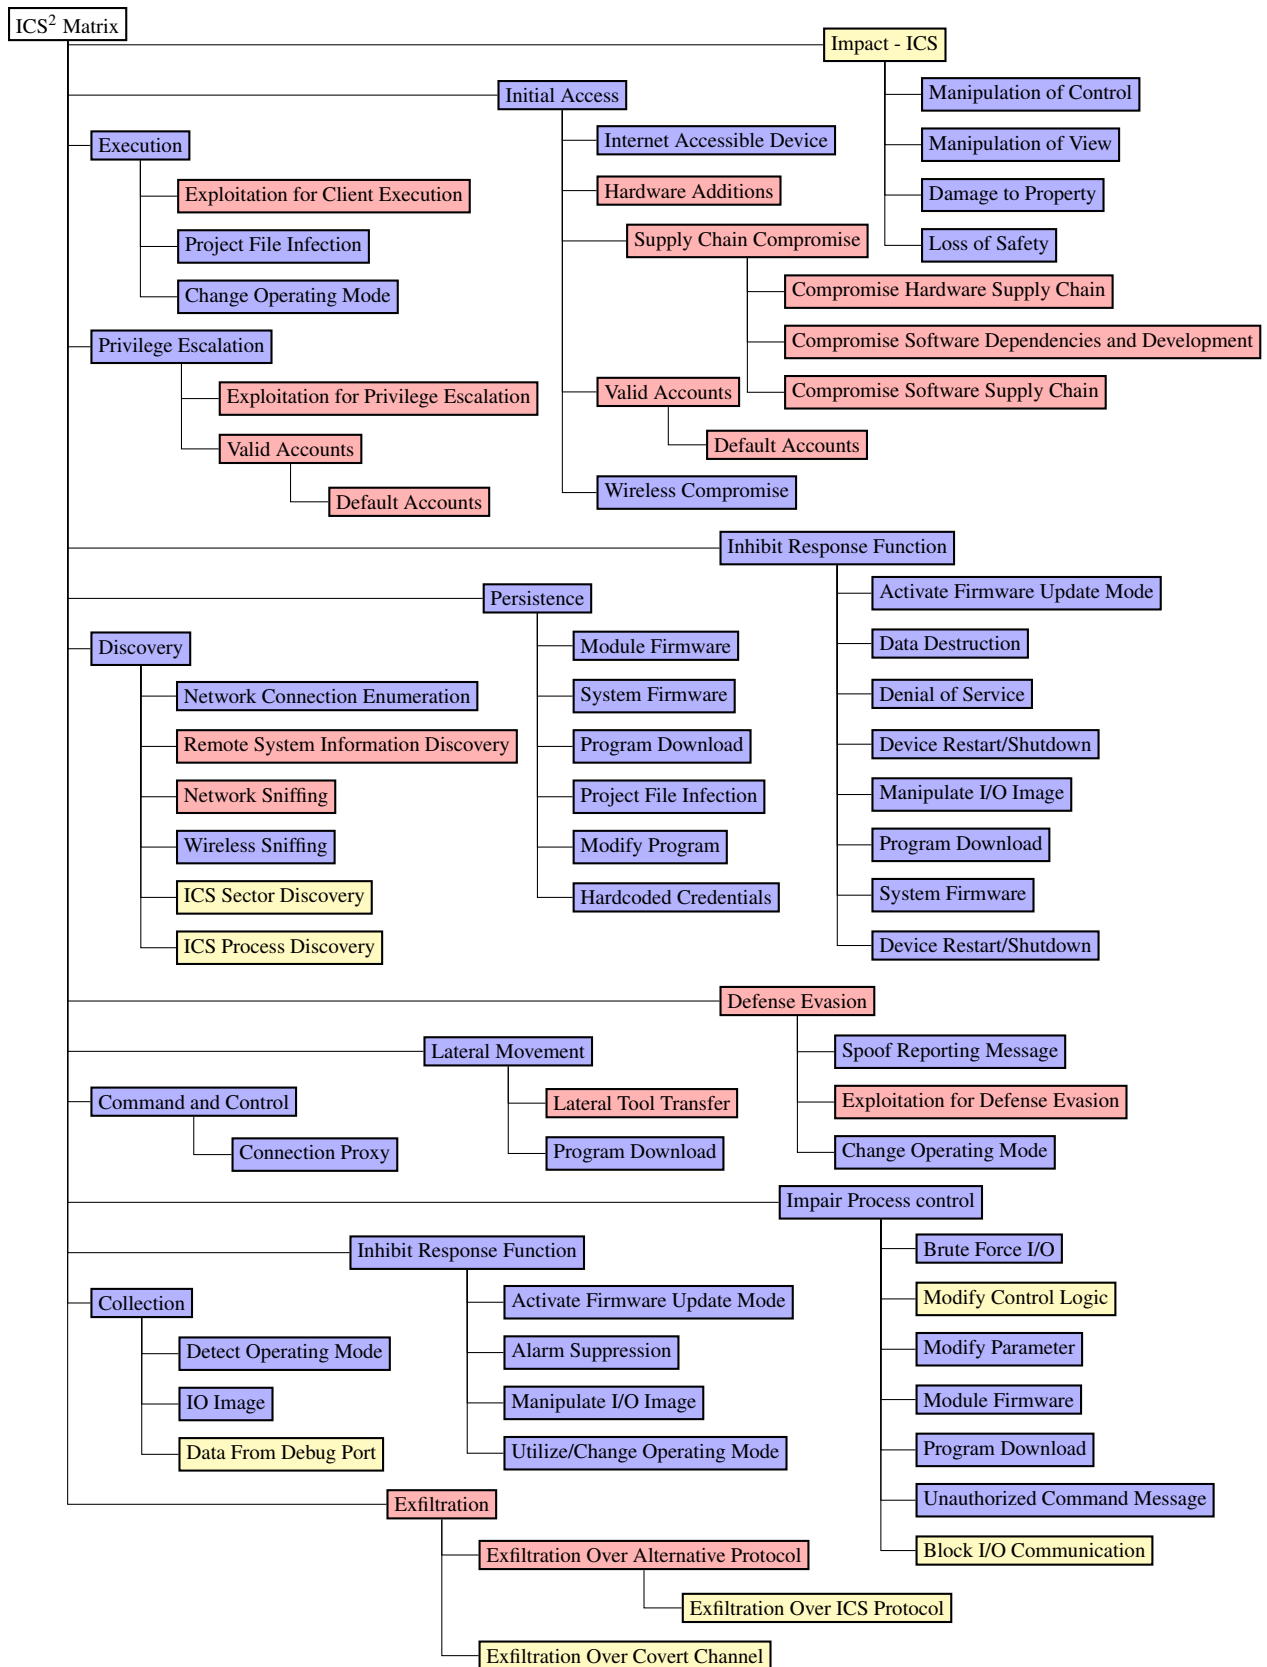 ICS² Matrix
Impact - ICS
Manipulation of Control
Manipulation of View
Damage to Property
Loss of Safety
Initial Access
Internet Accessible Device
Hardware Additions
Supply Chain Compromise
Compromise Hardware Supply Chain
Compromise Software Dependencies and Development
Compromise Software Supply Chain
Valid Accounts
Default Accounts
Wireless Compromise
Execution
Exploitation for Client Execution
Project File Infection
Change Operating Mode
Privilege Escalation
Exploitation for Privilege Escalation
Valid Accounts
Default Accounts
Inhibit Response Function
Activate Firmware Update Mode
Data Destruction
Denial of Service
Device Restart/Shutdown
Manipulate I/O Image
Program Download
System Firmware
Device Restart/Shutdown
Persistence
Module Firmware
System Firmware
Program Download
Project File Infection
Modify Program
Hardcoded Credentials
Discovery
Network Connection Enumeration
Remote System Information Discovery
Network Sniffing
Wireless Sniffing
ICS Sector Discovery
ICS Process Discovery
Defense Evasion
Spoof Reporting Message
Exploitation for Defense Evasion
Change Operating Mode
Lateral Movement
Lateral Tool Transfer
Program Download
Command and Control
Connection Proxy
Impair Process control
Brute Force I/O
Modify Control Logic
Modify Parameter
Module Firmware
Program Download
Unauthorized Command Message
Block I/O Communication
Inhibit Response Function
Activate Firmware Update Mode
Alarm Suppression
Manipulate I/O Image
Utilize/Change Operating Mode
Collection
Detect Operating Mode
IO Image
Data From Debug Port
Exfiltration
Exfiltration Over Alternative Protocol
Exfiltration Over ICS Protocol
Exfiltration Over Covert Channel